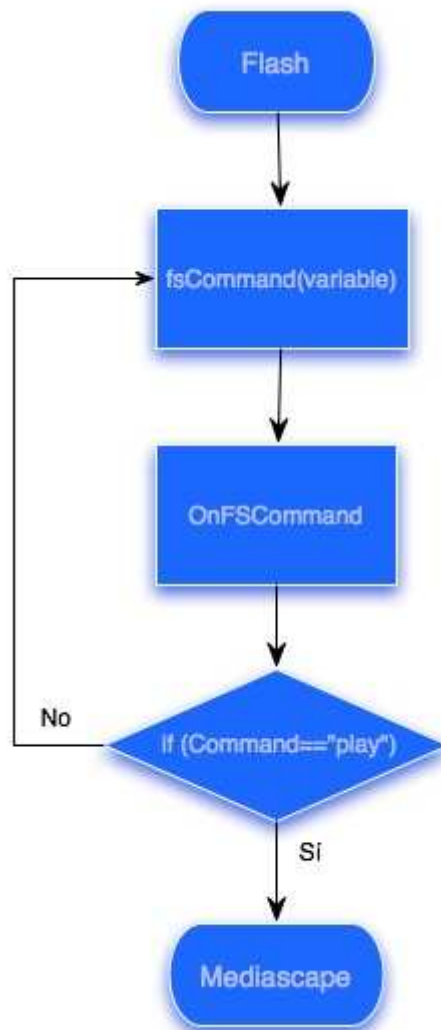 Flash
fsCommand(variable)
OnFSCommand
if (Command=="play")
No
Sí
Mediascape